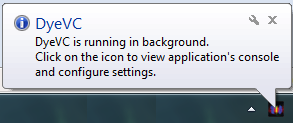 DyeVC
DyeVC is running in background.
Click on the icon to view application's console
and configure settings.